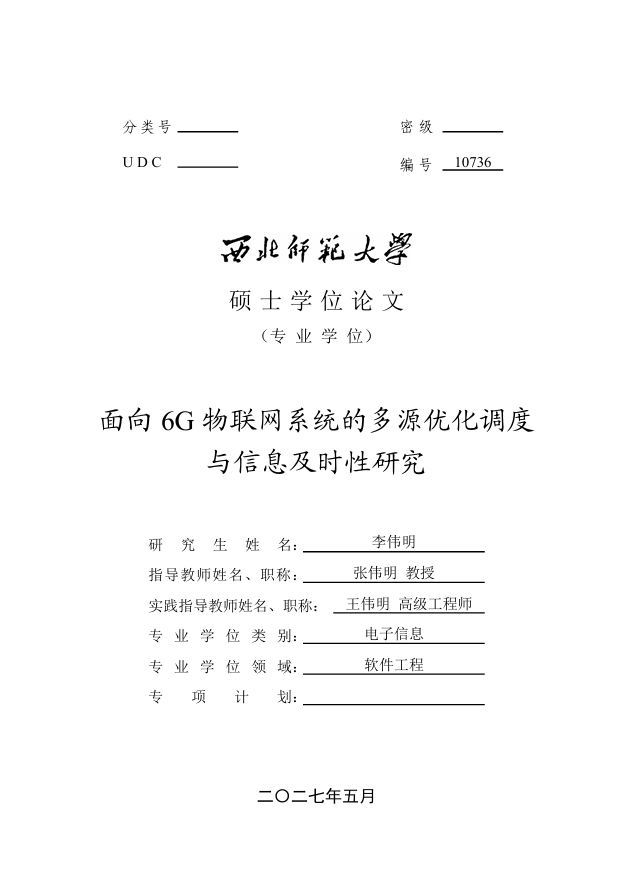 分类号 密级
UDC 编号 10736
西北师范大学
硕士学位论文
（专业学位）
面向 6G 物联网系统的多源优化调度
与信息及时性研究
研究生姓名： 李伟明
指导教师姓名、职称： 张伟明 教授
实践指导教师姓名、职称： 王伟明 高级工程师
专业学位类别： 电子信息
专业学位领域： 软件工程
专项计划：
二〇二七年五月